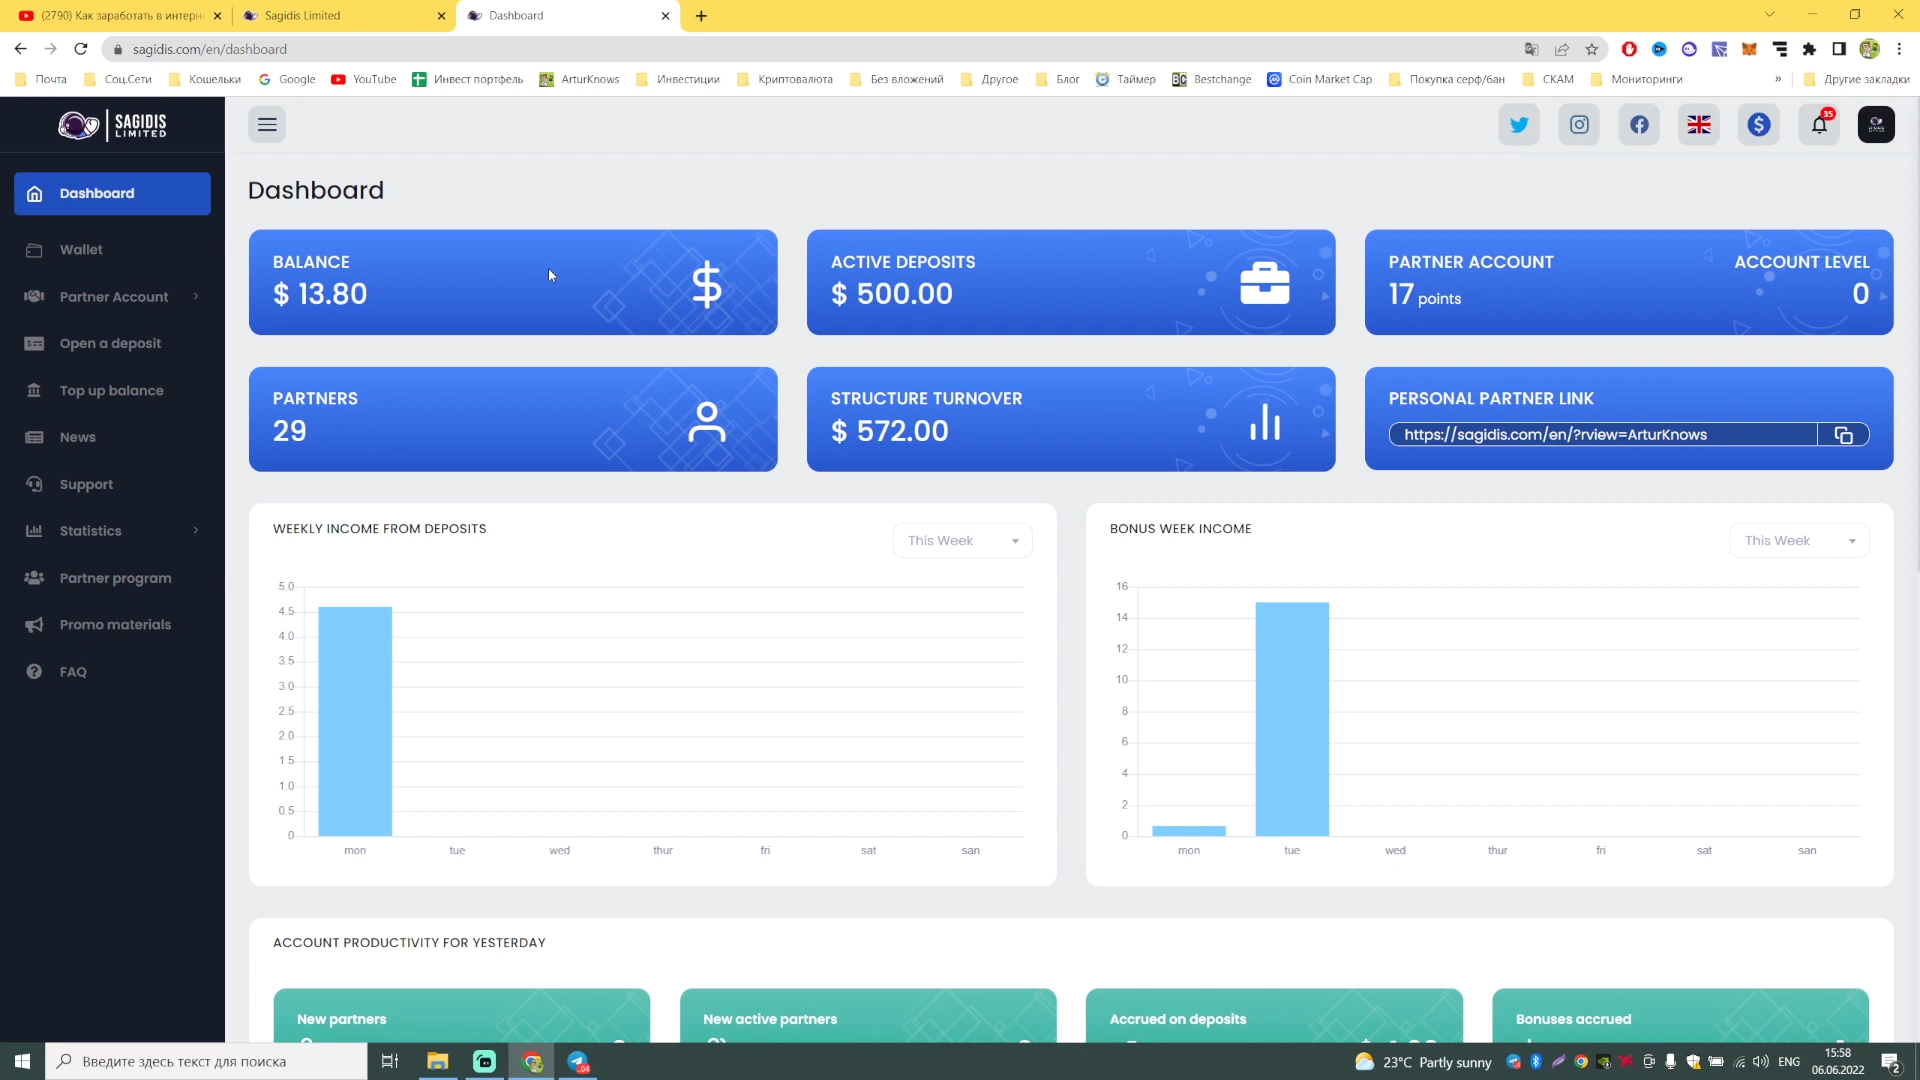 (2790) Как заработать в интерн
Sagidis Limited
Dashboard
sagidis.com/en/dashboard
Почта
Соц.Сети
Кошельки
Google
YouTube
Инвест портфель
ArturKnows
Инвестиции
Криптовалюта
Без вложений
Другое
Блог
Таймер
BC Bestchange
Coin Market Cap
Покупка серф/бан
СКАМ
Мониторинги
»
Другие закладки
SAGIDIS
LIMITED
35
Dashboard
Wallet
Partner Account
Open a deposit
Top up balance
News
Support
Statistics
Partner program
Promo materials
FAQ
Dashboard
BALANCE
$ 13.80
ACTIVE DEPOSITS
$ 500.00
PARTNER ACCOUNT
17 points
ACCOUNT LEVEL
0
PARTNERS
29
STRUCTURE TURNOVER
$ 572.00
PERSONAL PARTNER LINK
https://sagidis.com/en/?rview=ArturKnows
WEEKLY INCOME FROM DEPOSITS
This Week
5.0
4.5
4.0
3.5
3.0
2.5
2.0
1.5
1.0
0.5
0
mon tue wed thur fri sat san
BONUS WEEK INCOME
This Week
16
14
12
10
8
6
4
2
0
mon tue wed thur fri sat san
ACCOUNT PRODUCTIVITY FOR YESTERDAY
New partners
New active partners
Accrued on deposits
Bonuses accrued
Введите здесь текст для поиска
23°C Partly sunny
ENG
15:58
06.06.2022
2